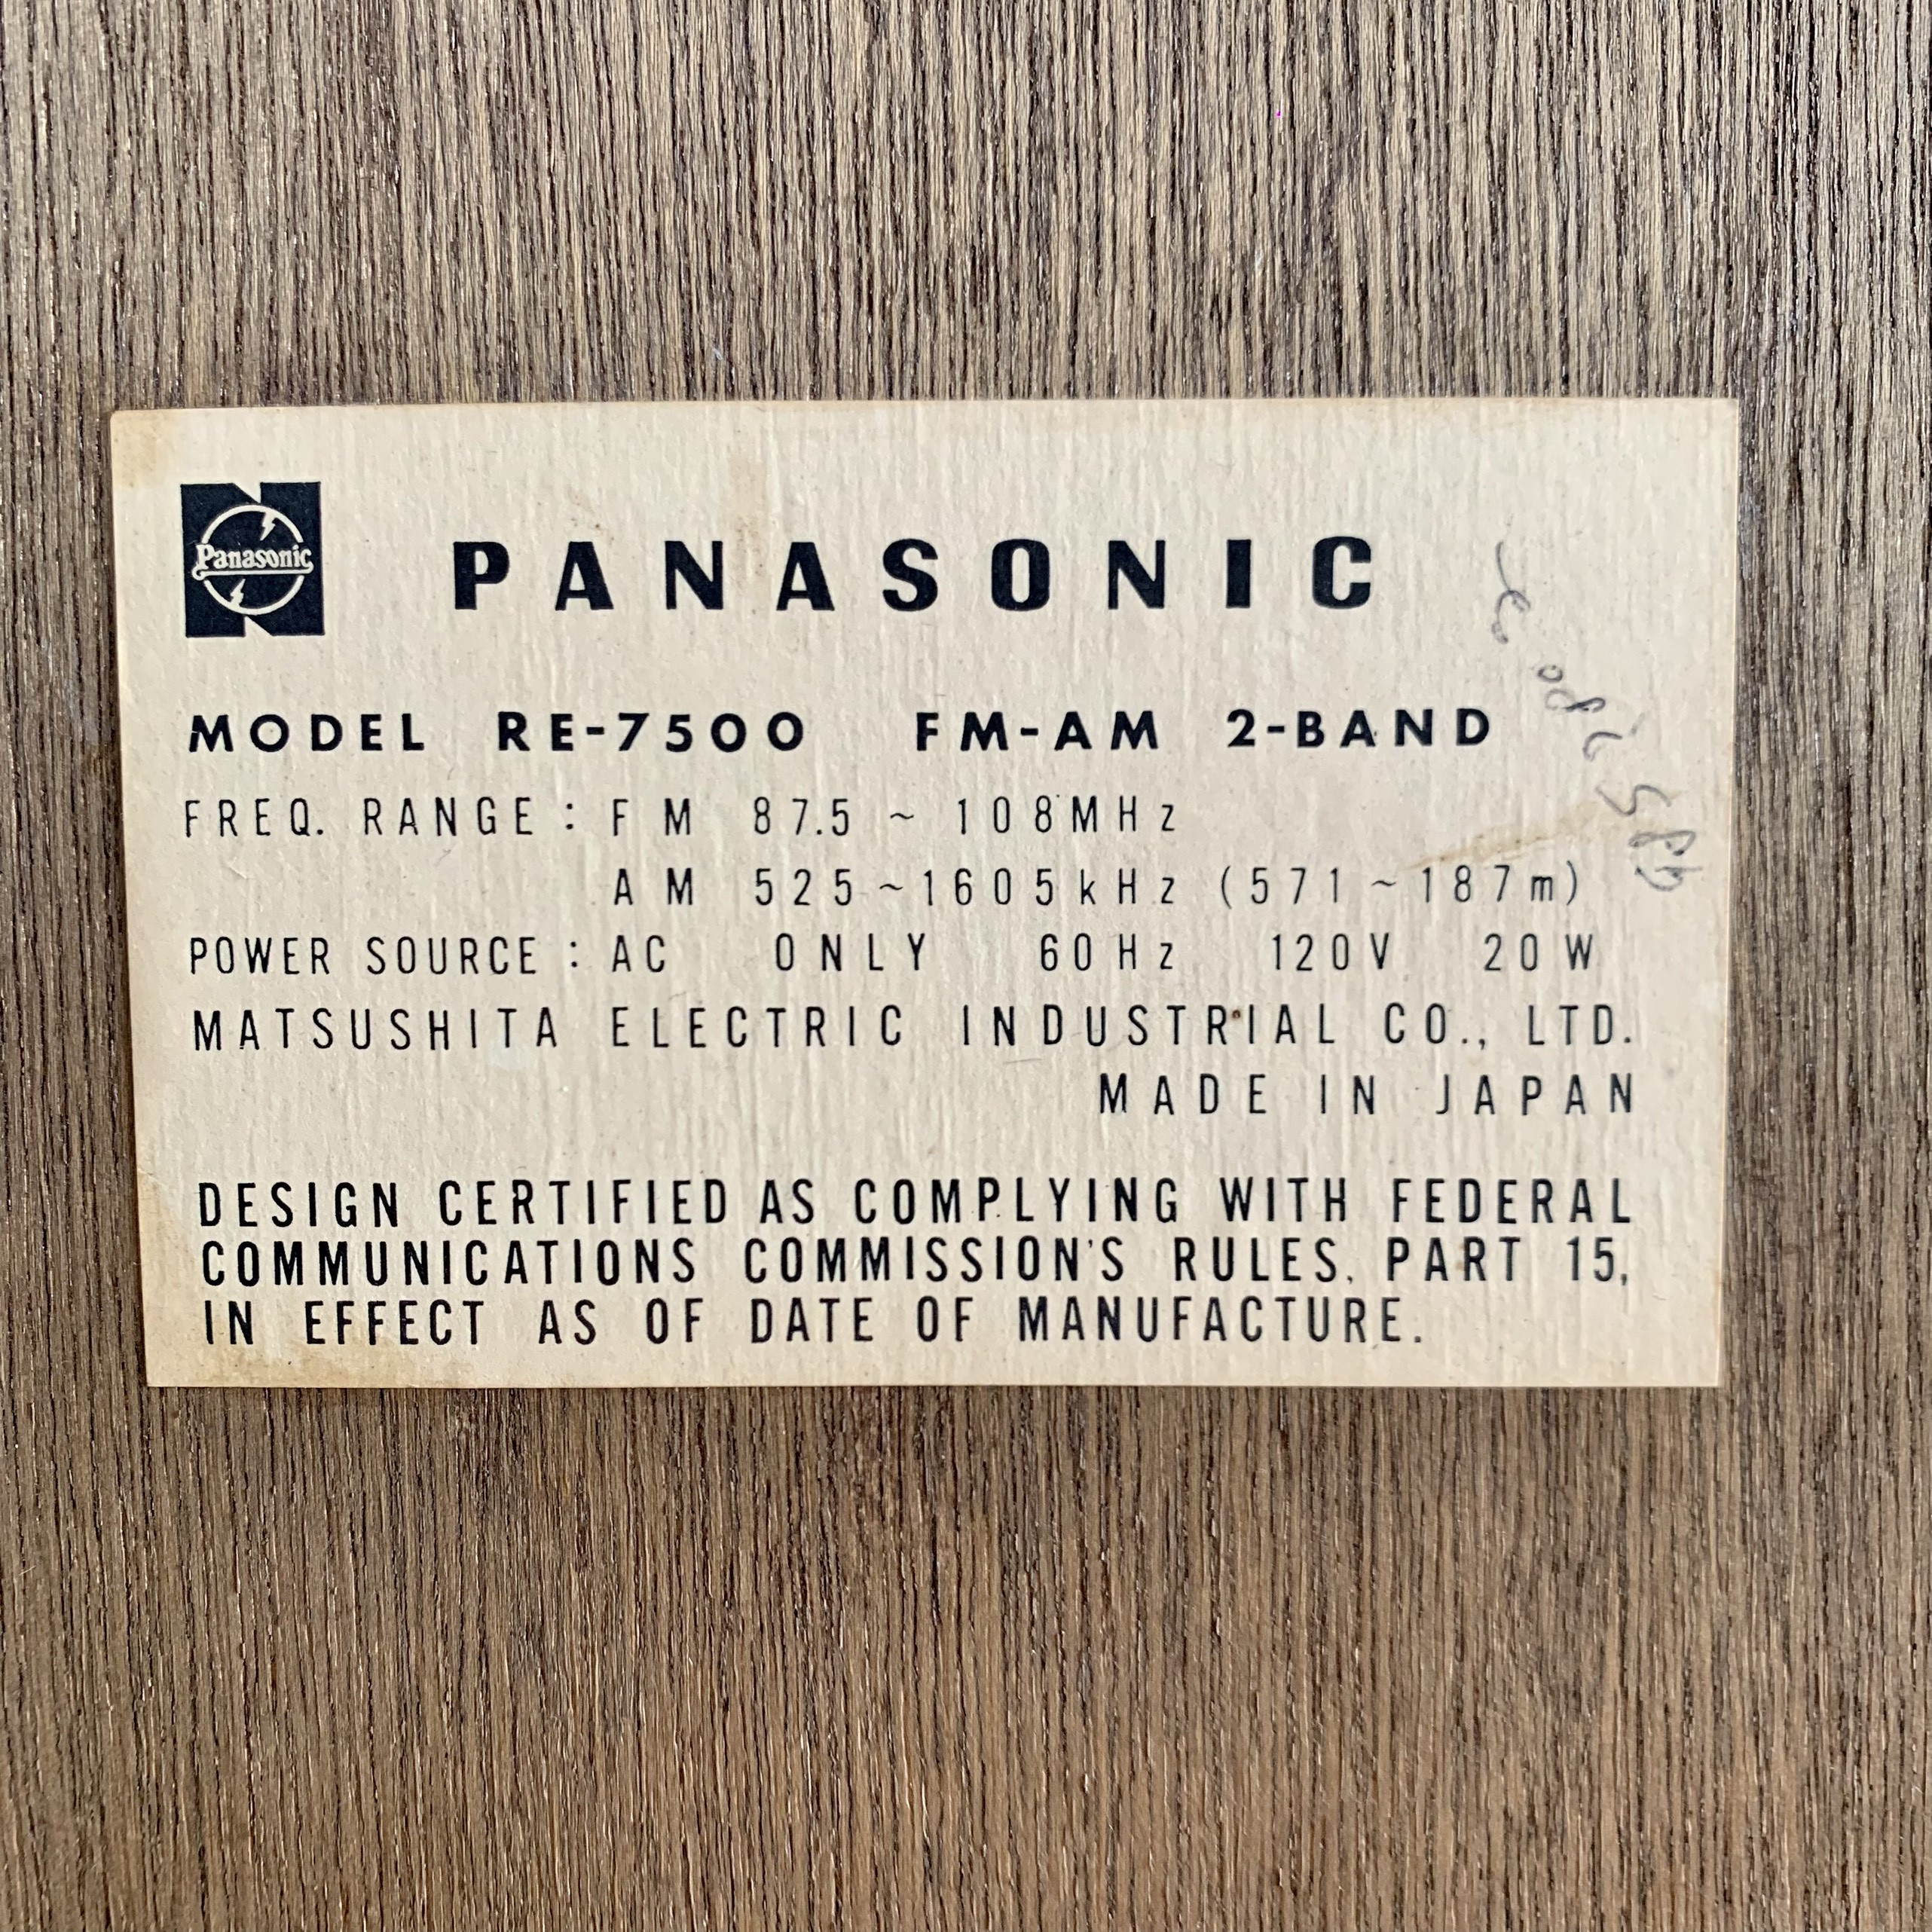 Panasonic
PANASONIC
MODEL RE-7500 FM-AM 2-BAND
FREQ. RANGE : FM 87.5 ~ 108MHz
AM 525~1605kHz (571 ~ 187m)
POWER SOURCE : AC ONLY 60Hz 120V 20W
MATSUSHITA ELECTRIC INDUSTRIAL CO., LTD.
MADE IN JAPAN
DESIGN CERTIFIED AS COMPLYING WITH FEDERAL
COMMUNICATIONS COMMISSION'S RULES. PART 15,
IN EFFECT AS OF DATE OF MANUFACTURE.